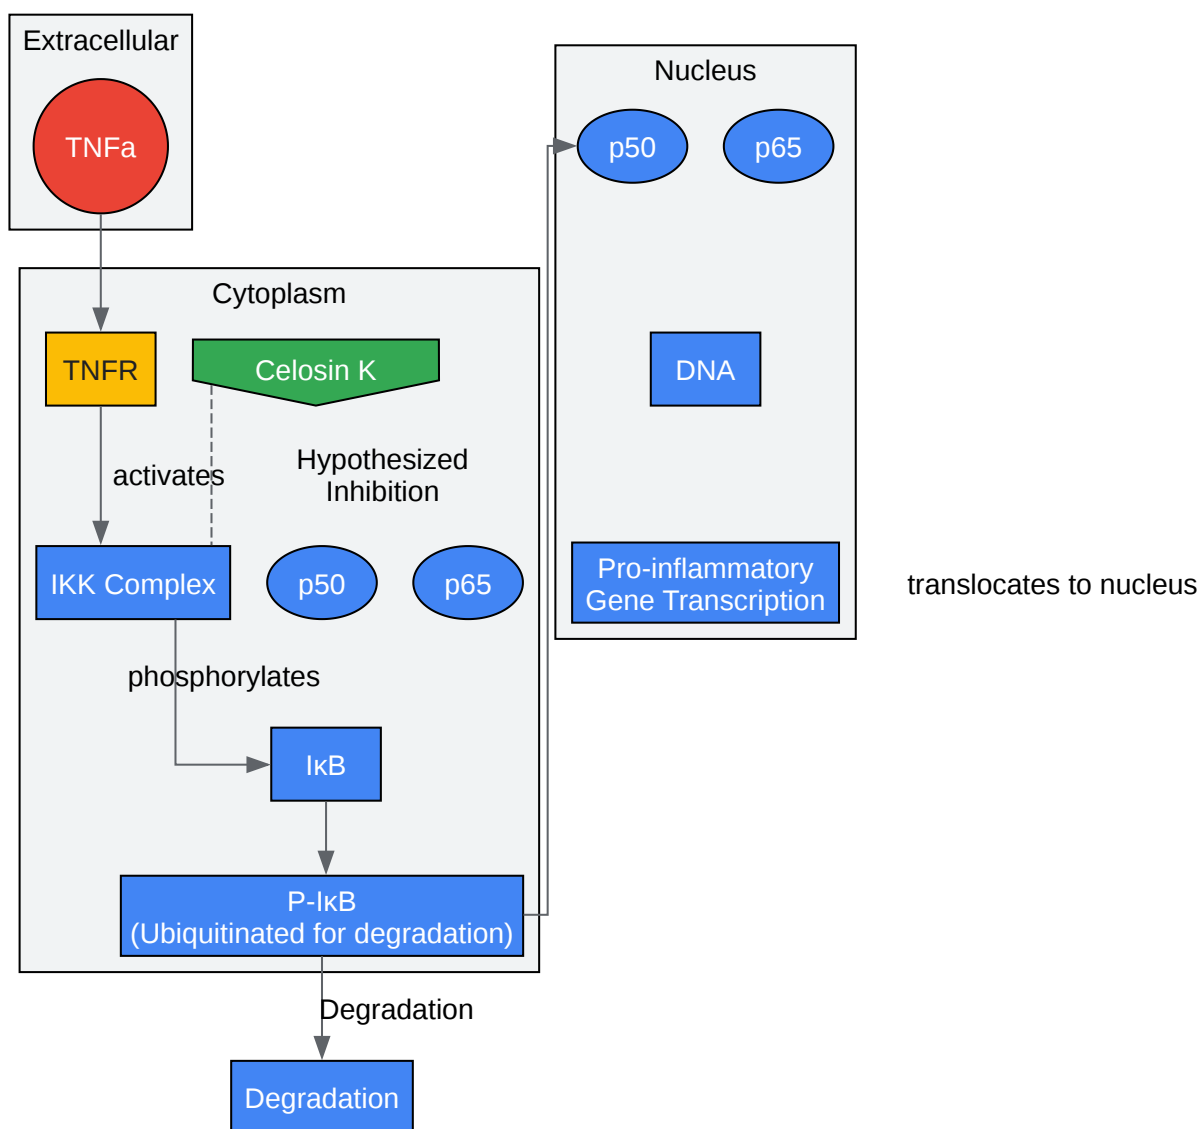 Extracellular
TNFa
Nucleus
p50
p65
Cytoplasm
TNFR
Celosin K
DNA
activates
Hypothesized
Inhibition
IKK Complex
p50
p65
Pro-inflammatory
Gene Transcription
translocates to nucleus
phosphorylates
IκB
P-IκB
(Ubiquitinated for degradation)
Degradation
Degradation